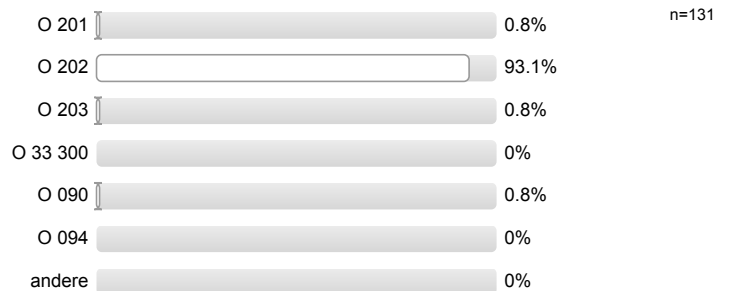 O 201 0.8% n=131
O 202 93.1%
O 203 0.8%
O 33 300 0%
O 090 0.8%
O 094 0%
andere 0%